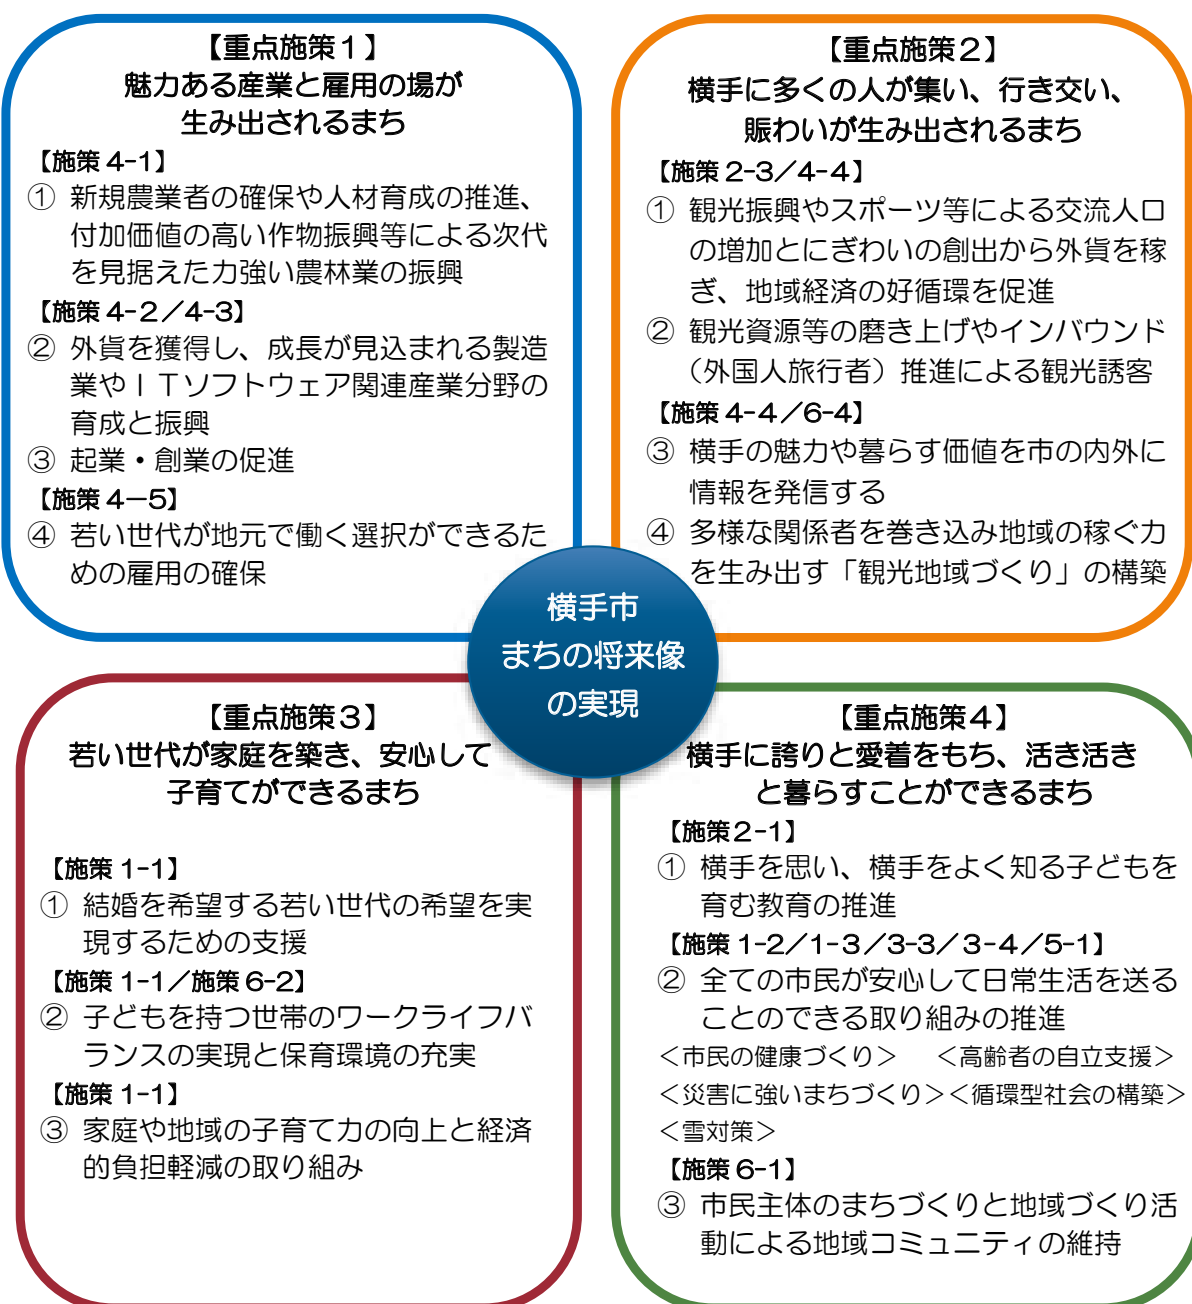 【重点施策１】
魅力ある産業と雇用の場が
生み出されるまち
【施策 4-1】
① 新規農業者の確保や人材育成の推進、
付加価値の高い作物振興等による次代
を見据えた力強い農林業の振興
【施策 4-2／4-3】
② 外貨を獲得し、成長が見込まれる製造
業やＩＴソフトウェア関連産業分野の
育成と振興
③ 起業・創業の促進
【施策 4－5】
④ 若い世代が地元で働く選択ができるた
めの雇用の確保
【重点施策２】
横手に多くの人が集い、行き交い、
賑わいが生み出されるまち
【施策 2-3／4-4】
① 観光振興やスポーツ等による交流人口
の増加とにぎわいの創出から外貨を稼
ぎ、地域経済の好循環を促進
② 観光資源等の磨き上げやインバウンド
（外国人旅行者）推進による観光誘客
【施策 4-4／6-4】
③ 横手の魅力や暮らす価値を市の内外に
情報を発信する
④ 多様な関係者を巻き込み地域の稼ぐ力
を生み出す「観光地域づくり」の構築
横手市
まちの将来像
の実現
【重点施策３】
若い世代が家庭を築き、安心して
子育てができるまち
【施策 1-1】
① 結婚を希望する若い世代の希望を実
現するための支援
【施策 1-1／施策 6-2】
② 子どもを持つ世帯のワークライフバ
ランスの実現と保育環境の充実
【施策 1-1】
③ 家庭や地域の子育て力の向上と経済
的負担軽減の取り組み
【重点施策４】
横手に誇りと愛着をもち、活き活き
と暮らすことができるまち
【施策２-1】
① 横手を思い、横手をよく知る子どもを
育む教育の推進
【施策 1-2／1-3／3-3／3-4／5-1】
② 全ての市民が安心して日常生活を送る
ことのできる取り組みの推進
＜市民の健康づくり＞ ＜高齢者の自立支援＞
＜災害に強いまちづくり＞＜循環型社会の構築＞
＜雪対策＞
【施策 6-1】
③ 市民主体のまちづくりと地域づくり活
動による地域コミュニティの維持